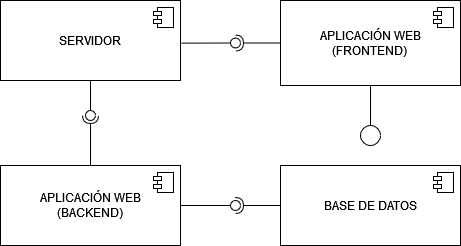 SERVIDOR
APLICACIÓN WEB
(FRONTEND)
APLICACIÓN WEB
(BACKEND)
BASE DE DATOS